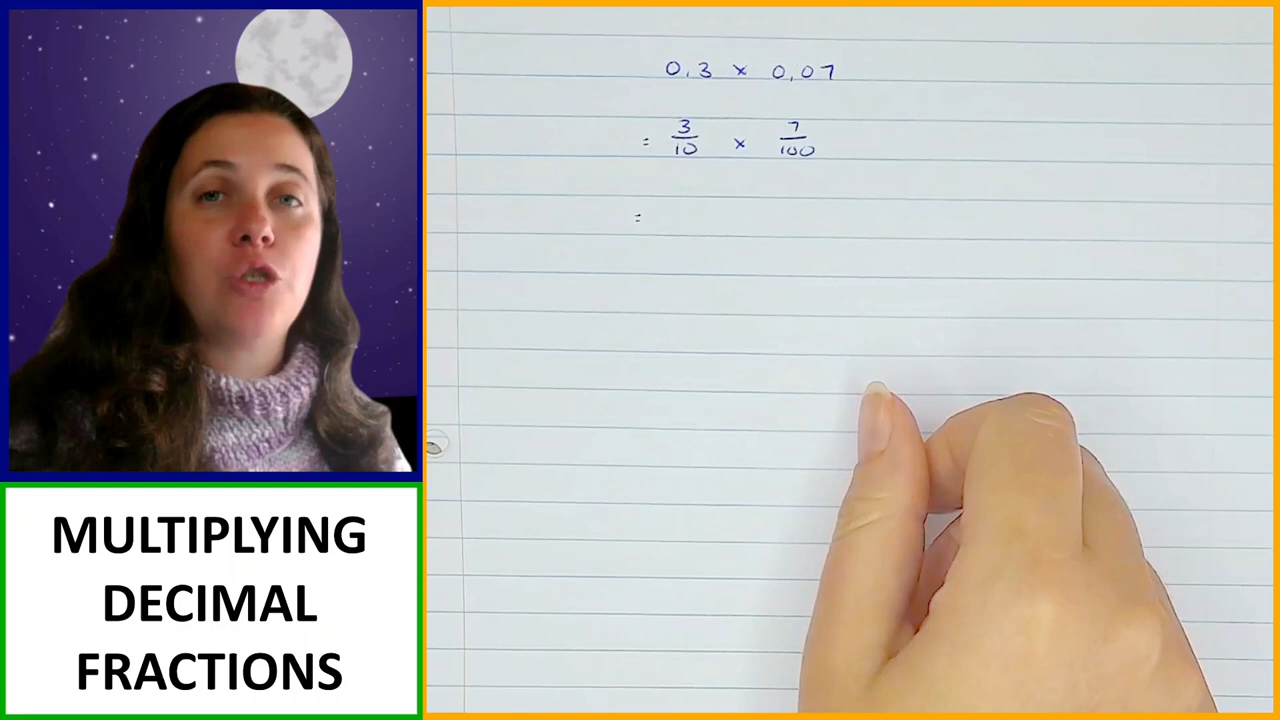 0,3 × 0,07
= 3/10 × 7/100
=
MULTIPLYING
DECIMAL
FRACTIONS